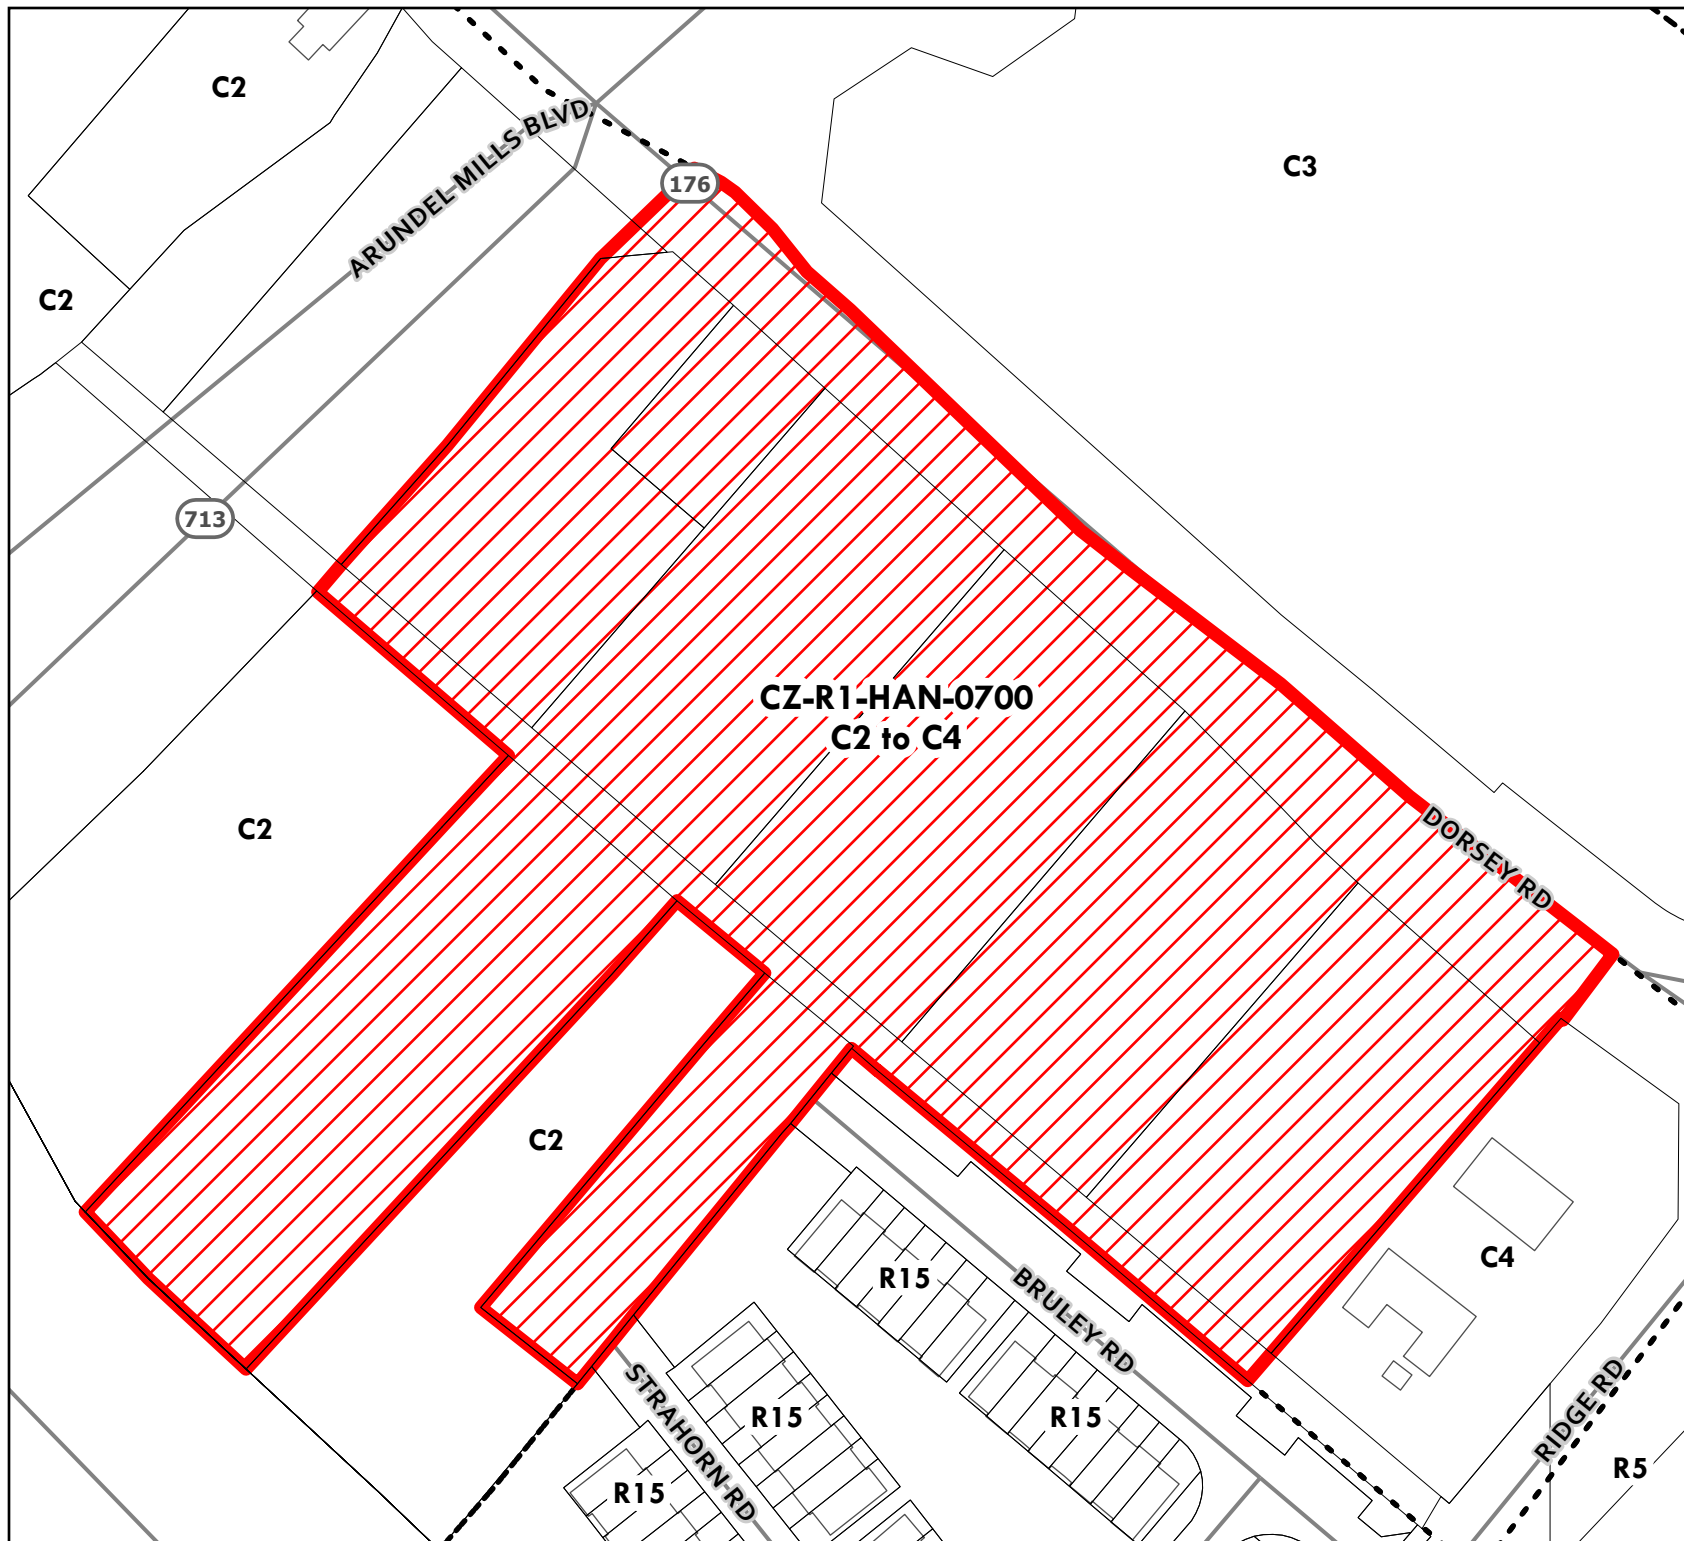 C2
ARUNDEL MILLS BLVD
C3
176
C2
713
CZ-R1-HAN-0700
C2 to C4
C2
DORSEY RD
C2
C4
R15
BRULEY RD
R15
R15
STRAHORN RD
RIDGE RD
R5
R15